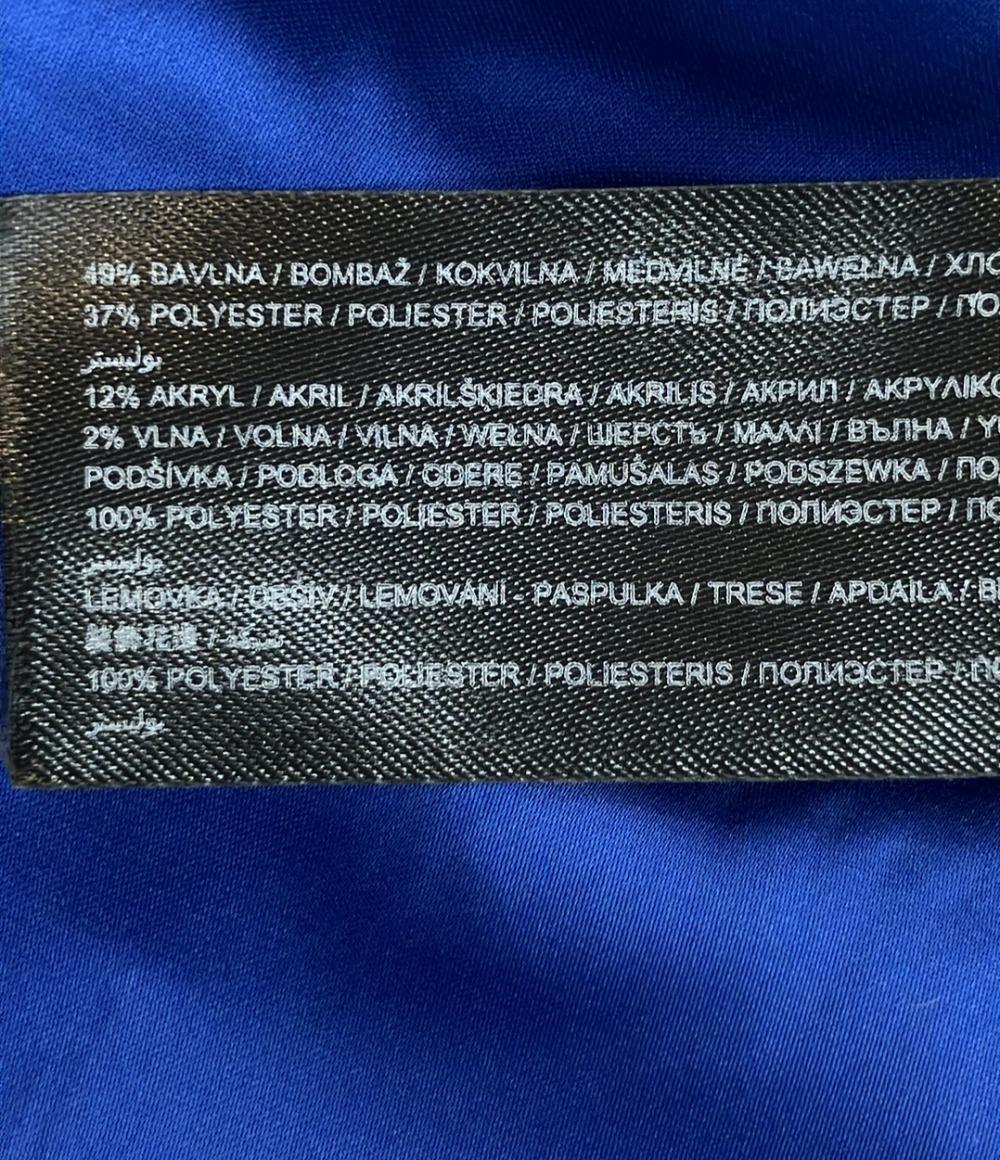 49% BAVLNA / BOMBAŽ / KOKVILNA / MEDVILNĖ / BAWEŁNA / ХЛО
37% POLYESTER / POLIESTER / POLIESTERIS / ПОЛИЭСТЕР / ПО
بوليستر
12% AKRYL / AKRIL / AKRILŠĶIEDRA / AKRILIS / АКРИЛ / ΑΚΡΥΛΙΚΟ
2% VLNA / VOLNA / VILNA / WEŁNA / ШЕРСТЬ / ΜΑΛΛΙ / ВЪЛНА / Y
PODŠÍVKA / PODLOGA / ODERE / PAMUŠALAS / PODSZEWKA / ПО
100% POLYESTER / POLIESTER / POLIESTERIS / ПОЛИЭСТЕР / ПО
بوليستر
LEMOVKA / OBŠIV / LEMOVÁNÍ - PASPULKA / TRESE / APDAILA / B
/ شبكة
100% POLYESTER / POLIESTER / POLIESTERIS / ПОЛИЭСТЕР / ПО
بوليستر